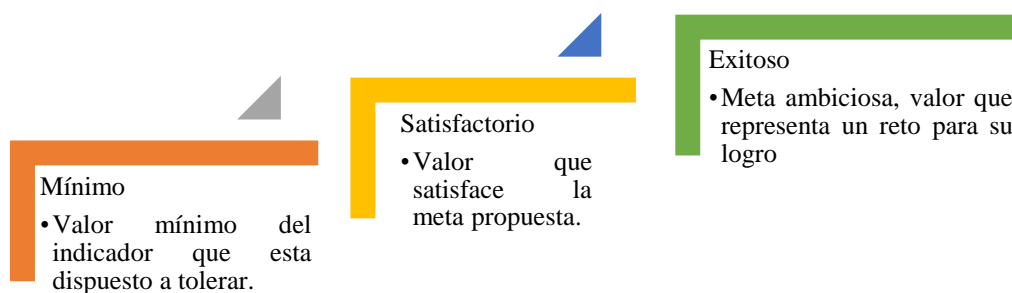 Mínimo
•Valor mínimo del
indicador que esta
dispuesto a tolerar.
Satisfactorio
•Valor que
satisface la
meta propuesta.
Exitoso
•Meta ambiciosa, valor que
representa un reto para su
logro